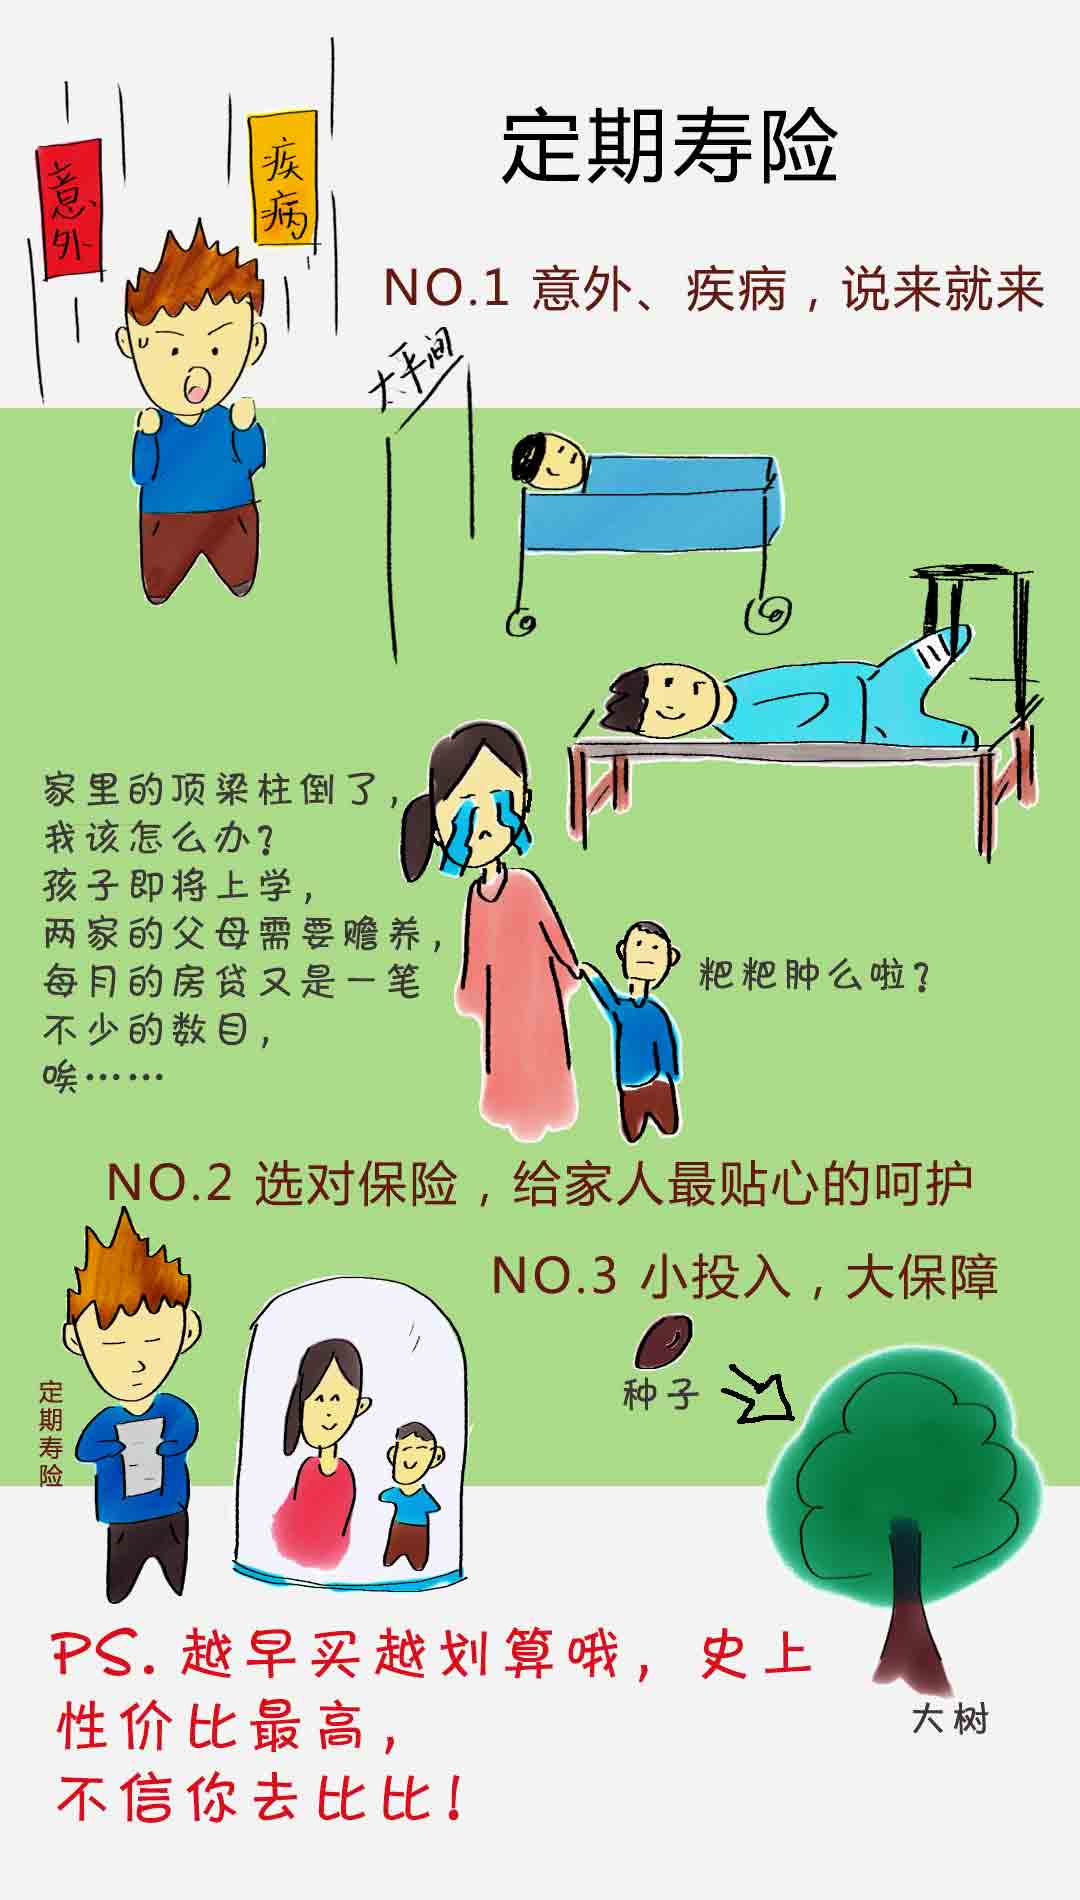 定期寿险
意外
疾病
NO.1 意外、疾病，说来就来
太平间
家里的顶梁柱倒了，
我该怎么办？
孩子即将上学，
两家的父母需要赡养，
每月的房贷又是一笔
不少的数目，
唉……
粑粑肿么啦？
NO.2 选对保险，给家人最贴心的呵护
NO.3 小投入，大保障
定期寿险
种子
大树
PS. 越早买越划算哦，史上
性价比最高，
不信你去比比！